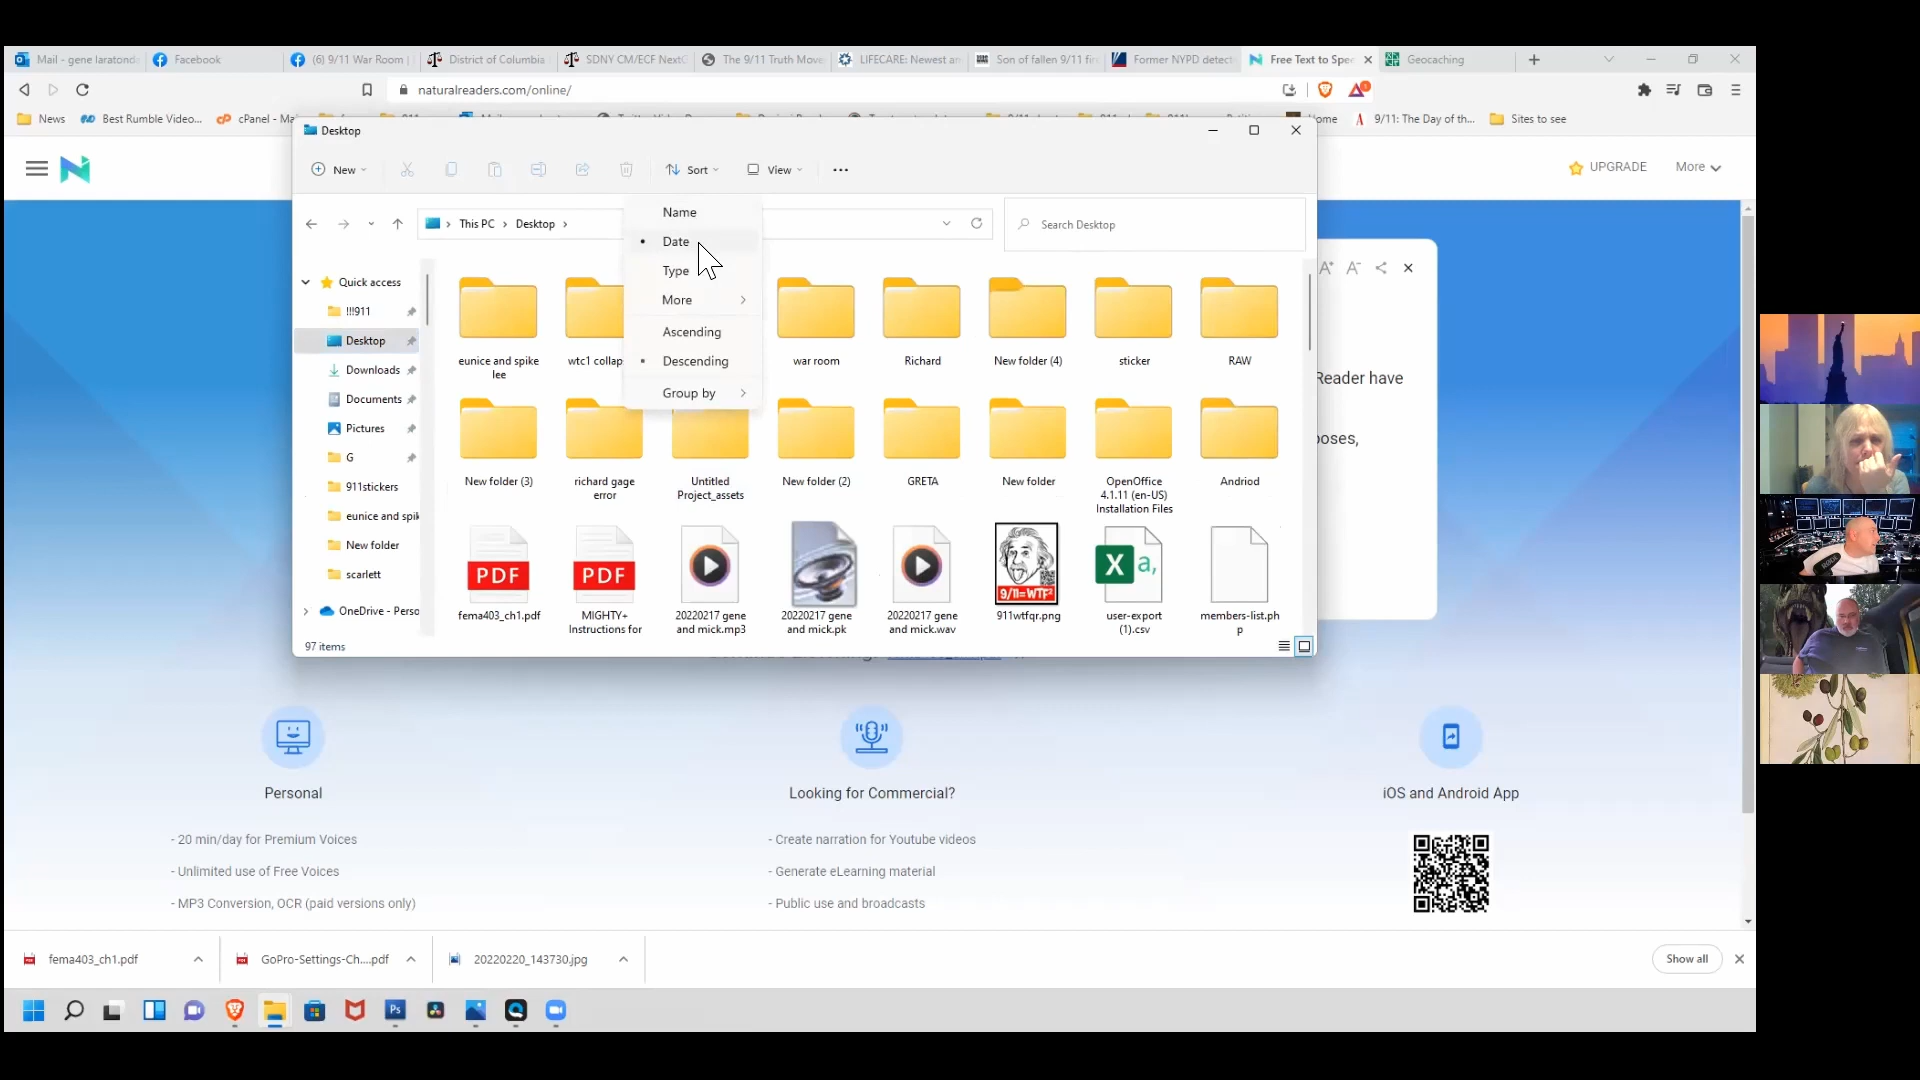 Mail - gene laratond
Facebook
(6) 9/11 War Room |
District of Columbia
SDNY CM/ECF NextG
The 9/11 Truth Move
LIFECARE: Newest an
Son of fallen 9/11 fire
Former NYPD detecti
Free Text to Spee
Geocaching
naturalreaders.com/online/
News
Best Rumble Video...
cPanel - Ma
ome
9/11: The Day of th...
Sites to see
Desktop
New
Sort
View
UPGRADE
More
This PC
Desktop
Search Desktop
Name
Date
Type
More
Ascending
Descending
Group by
Quick access
!!!911
Desktop
Downloads
Documents
Pictures
G
911stickers
eunice and spik
New folder
scarlett
OneDrive - Perso
eunice and spike
lee
wtc1 collap
war room
Richard
New folder (4)
sticker
RAW
New folder (3)
richard gage
error
Untitled
Project_assets
New folder (2)
GRETA
New folder
OpenOffice
4.1.11 (en-US)
Installation Files
Andriod
PDF
PDF
9/11=WTF?
X a,
fema403_ch1.pdf
MIGHTY+
Instructions for
20220217 gene
and mick.mp3
20220217 gene
and mick.pk
20220217 gene
and mick.wav
911wtfqr.png
user-export
(1).csv
members-list.ph
p
97 items
Reader have
poses,
Personal
- 20 min/day for Premium Voices
- Unlimited use of Free Voices
- MP3 Conversion, OCR (paid versions only)
Looking for Commercial?
- Create narration for Youtube videos
- Generate eLearning material
- Public use and broadcasts
iOS and Android App
fema403_ch1.pdf
GoPro-Settings-Ch....pdf
20220220_143730.jpg
Show all
Ps